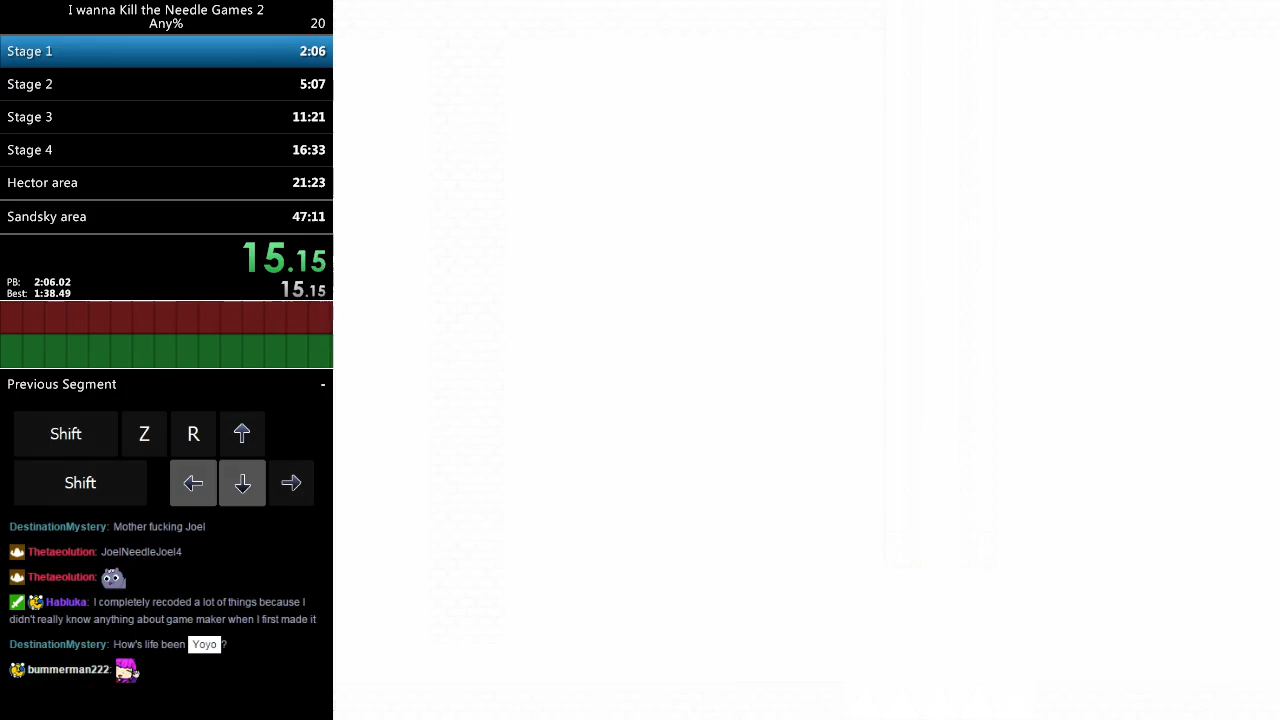 I wanna Kill the Needle Games 2
Any% 20
Stage 1 2:06
Stage 2 5:07
Stage 3 11:21
Stage 4 16:33
Hector area 21:23
Sandsky area 47:11
15.15
PB: 2:06.02
Best: 1:38.49
15.15
Previous Segment -
Shift Z R
Shift
DestinationMystery: Mother fucking Joel
Thetaeolution: JoelNeedleJoel4
Thetaeolution:
Habluka: I completely recoded a lot of things because I
didn't really know anything about game maker when I first made it
DestinationMystery: How's life been Yoyo ?
bummerman222: